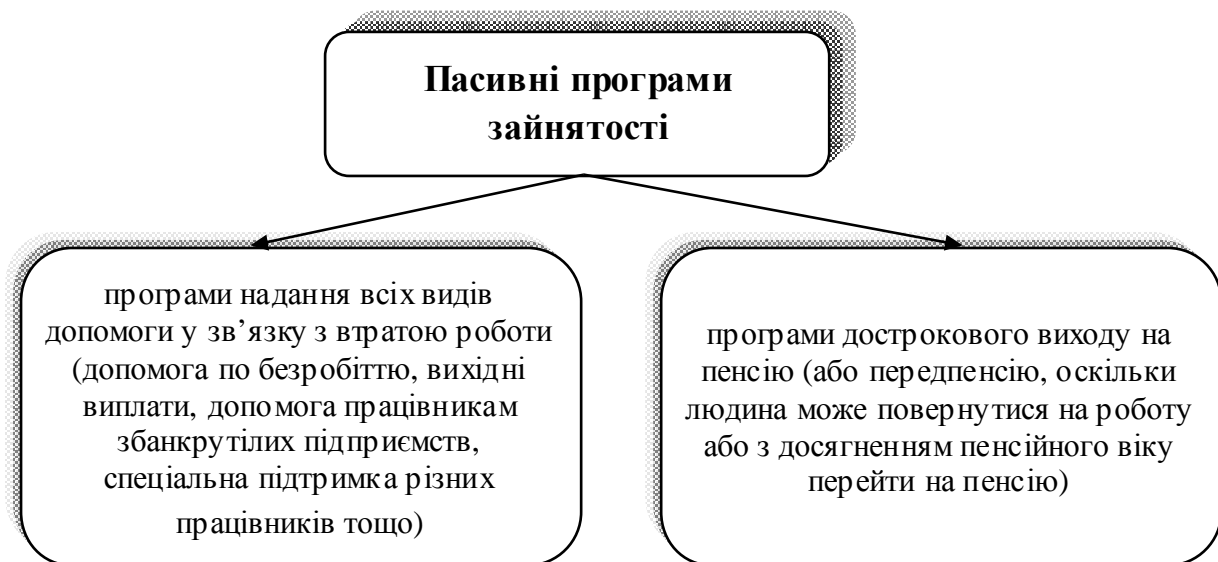 Пасивні програми
зайнятості
програми надання всіх видів
допомоги у зв’язку з втратою роботи
(допомога по безробіттю, вихідні
виплати, допомога працівникам
збанкрутілих підприємств,
спеціальна підтримка різних
працівників тощо)
програми дострокового виходу на
пенсію (або передпенсію, оскільки
людина може повернутися на роботу
або з досягненням пенсійного віку
перейти на пенсію)